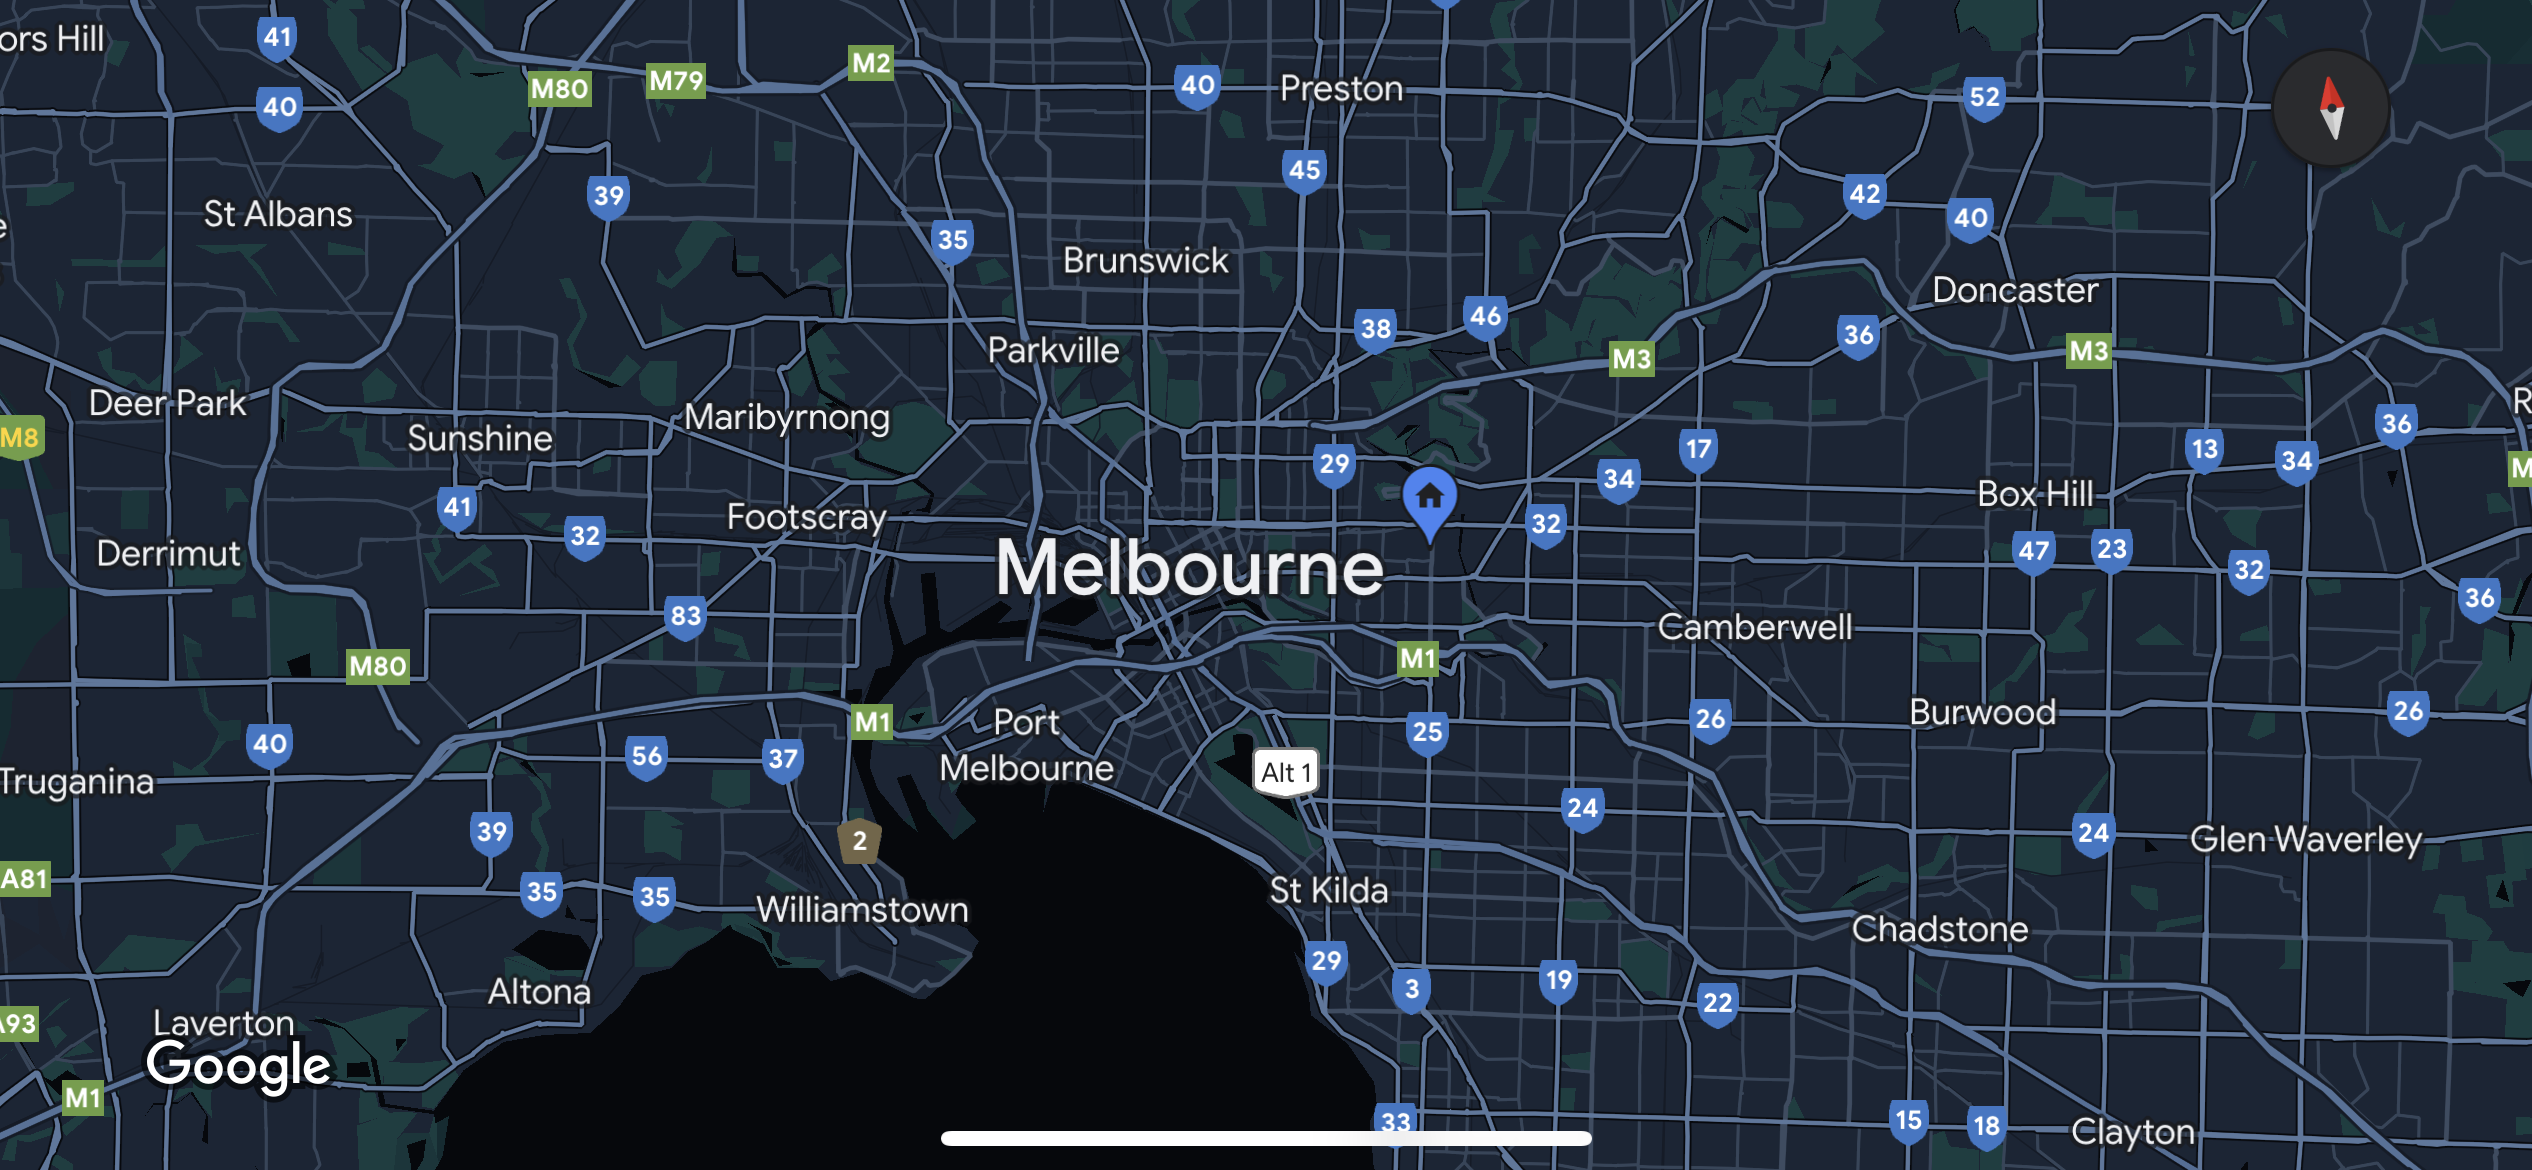 ors Hill
41
M80
M79
M2
40
40
Preston
52
45
39
St Albans
42
40
35
Brunswick
Doncaster
46
38
36
Parkville
M3
M3
Deer Park
Maribyrnong
R
M8
Sunshine
36
29
17
13
34
M
34
Box Hill
41
32
Footscray
32
Derrimut
Melbourne
47
23
32
36
83
Camberwell
M80
M1
40
M1
Port
Melbourne
25
26
Burwood
26
56
37
Truganina
Alt 1
39
2
24
24
Glen Waverley
A81
35
35
Williamstown
St Kilda
Chadstone
29
3
19
22
Altona
A93
Laverton
Google
M1
33
15
18
Clayton